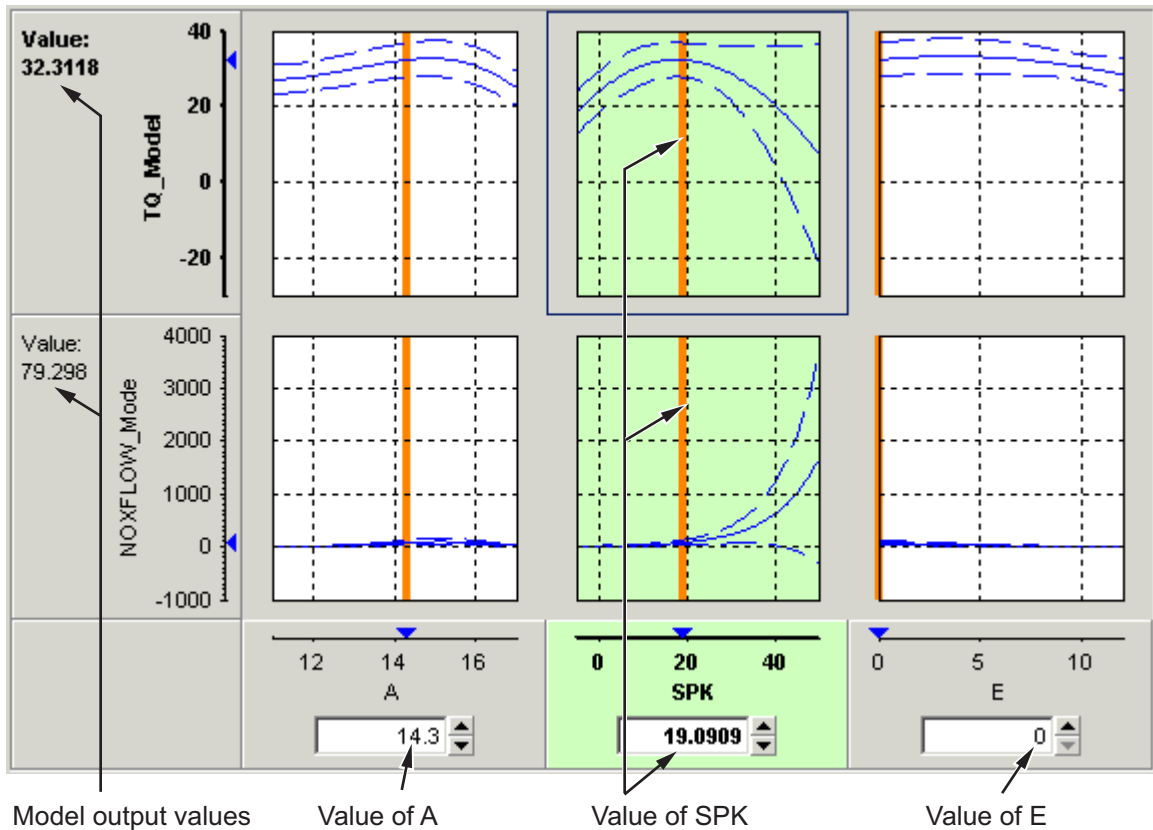 Value:
32.3118
TQ_Model
40
20
0
-20
Value:
79.298
NOXFLOW_Mode
4000
3000
2000
1000
0
-1000
12 14 16
A
14.3
0 20 40
SPK
19.0909
0 5 10
E
0
Model output values Value of A Value of SPK Value of E